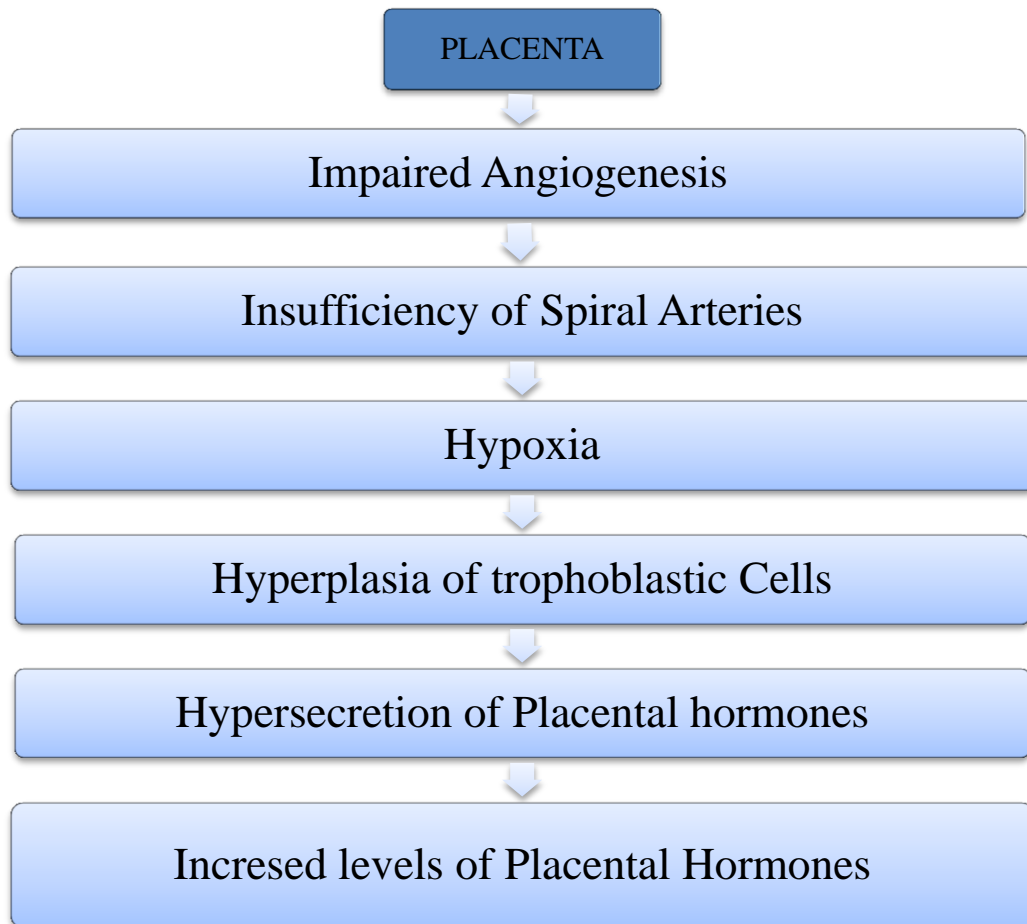 PLACENTA
Impaired Angiogenesis
Insufficiency of Spiral Arteries
Hypoxia
Hyperplasia of trophoblastic Cells
Hypersecretion of Placental hormones
Incresed levels of Placental Hormones